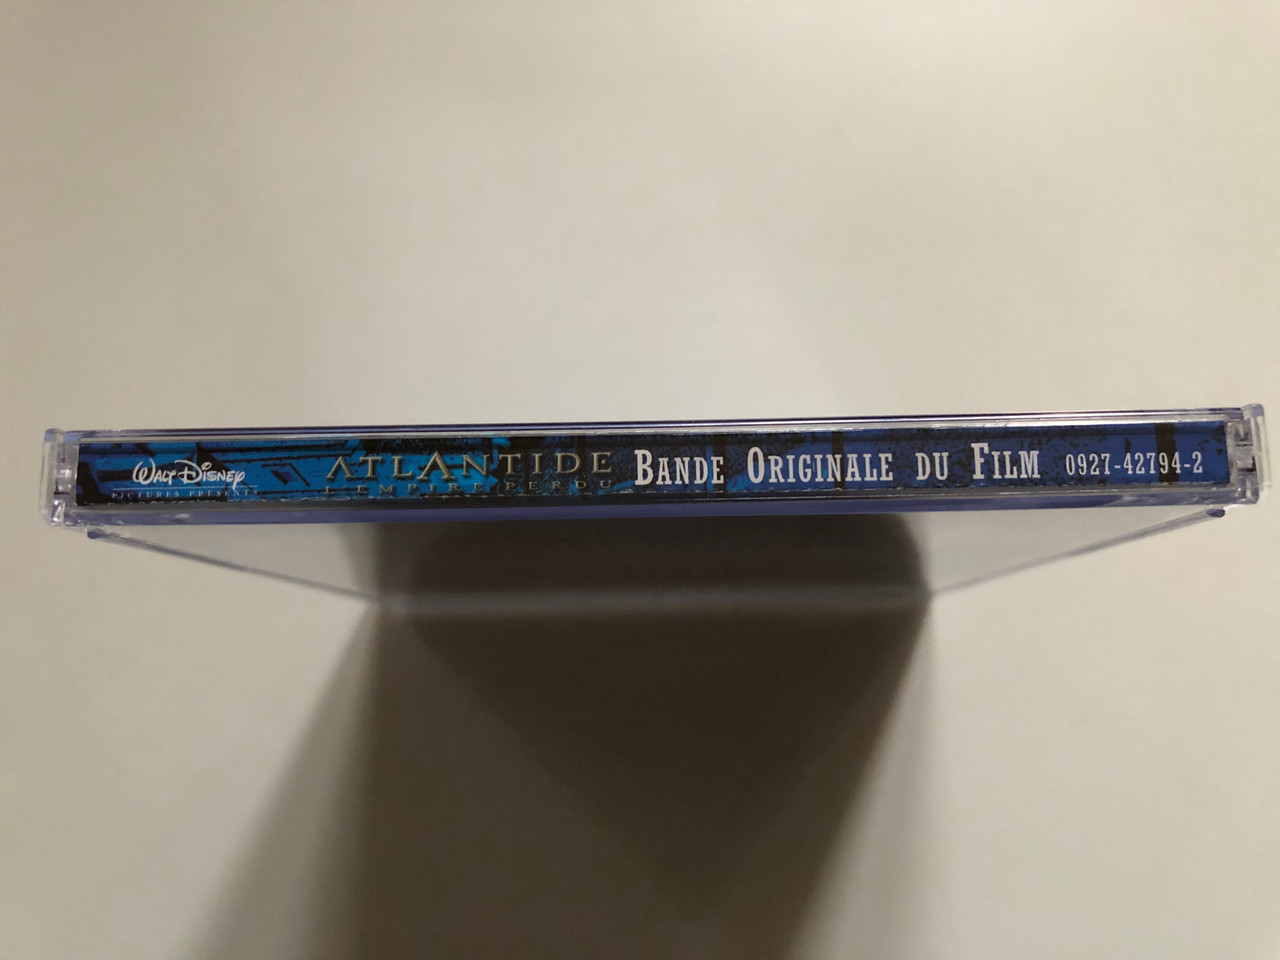 Walt Disney
PICTURES PRESENTS
ATLANTIDE
L'EMPIRE PERDU
BANDE ORIGINALE DU FILM
0927-42794-2